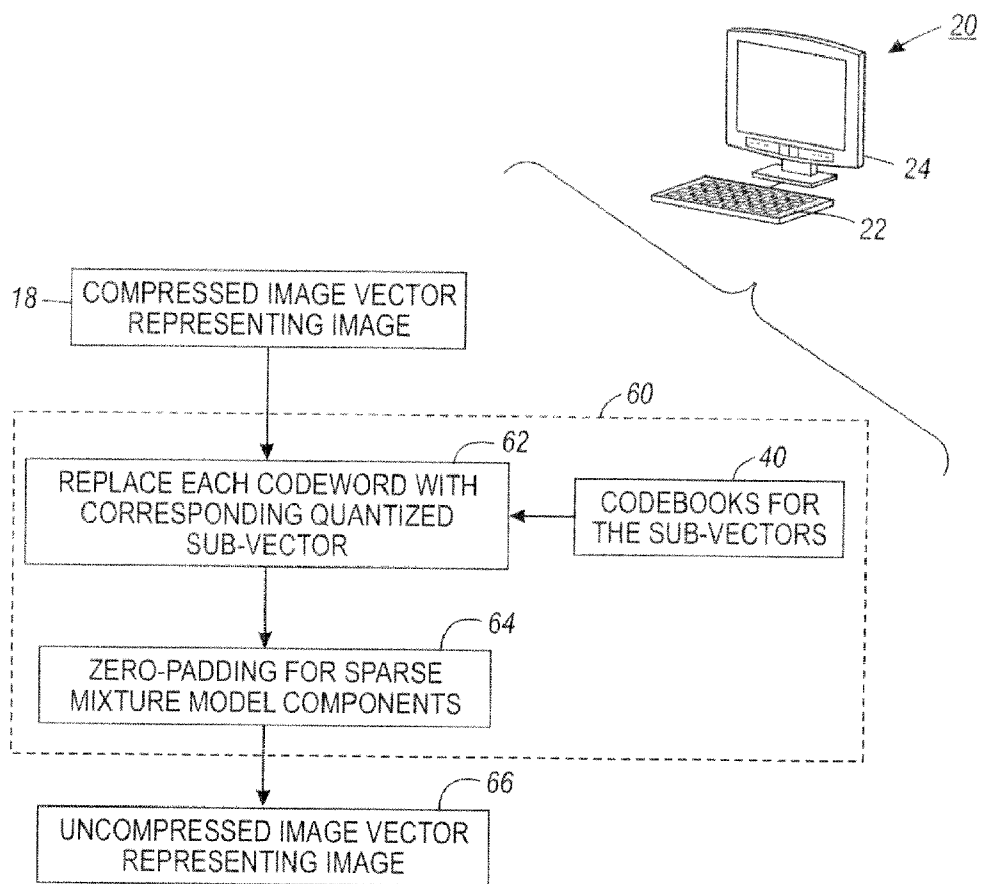 20
24
22
18
COMPRESSED IMAGE VECTOR
REPRESENTING IMAGE
60
62
REPLACE EACH CODEWORD WITH
CORRESPONDING QUANTIZED
SUB-VECTOR
40
CODEBOOKS FOR
THE SUB-VECTORS
64
ZERO-PADDING FOR SPARSE
MIXTURE MODEL COMPONENTS
66
UNCOMPRESSED IMAGE VECTOR
REPRESENTING IMAGE